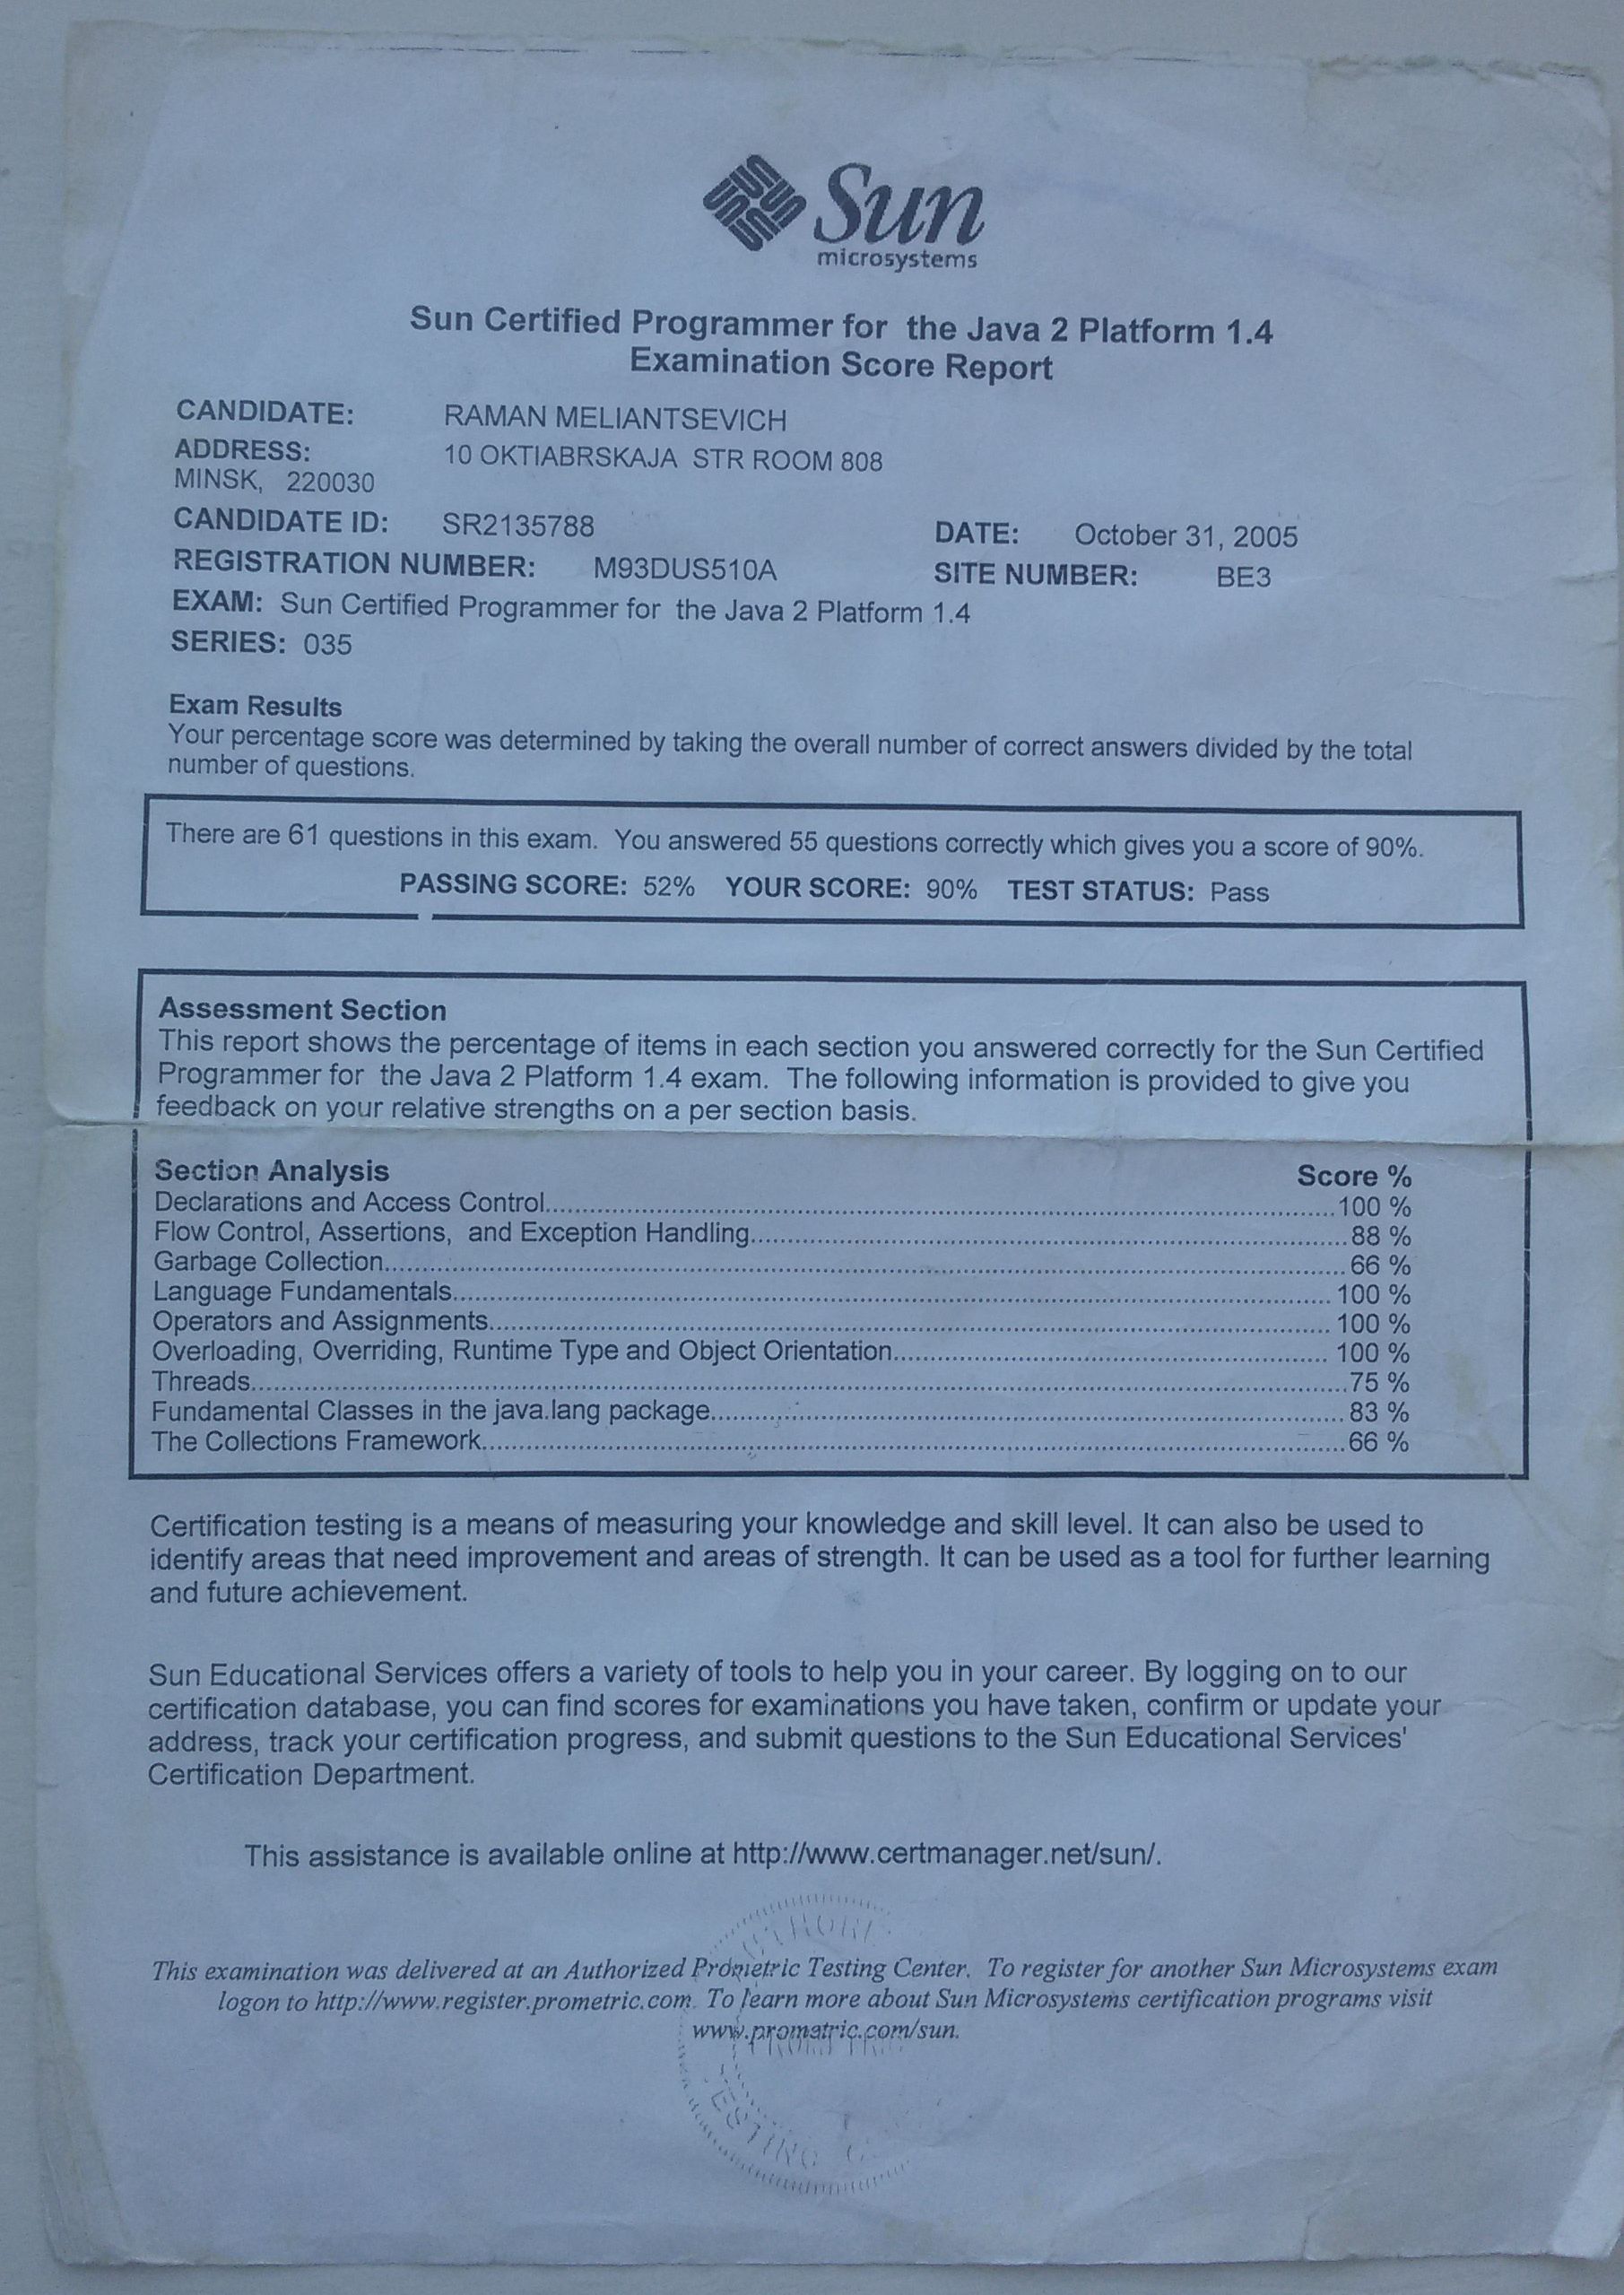 Sun
microsystems
Sun Certified Programmer for the Java 2 Platform 1.4
Examination Score Report
CANDIDATE: RAMAN MELIANTSEVICH
ADDRESS: 10 OKTIABRSKAJA STR ROOM 808
MINSK, 220030
CANDIDATE ID: SR2135788 DATE: October 31, 2005
REGISTRATION NUMBER: M93DUS510A SITE NUMBER: BE3
EXAM: Sun Certified Programmer for the Java 2 Platform 1.4
SERIES: 035
Exam Results
Your percentage score was determined by taking the overall number of correct answers divided by the total
number of questions.
There are 61 questions in this exam. You answered 55 questions correctly which gives you a score of 90%.
PASSING SCORE: 52% YOUR SCORE: 90% TEST STATUS: Pass
Assessment Section
This report shows the percentage of items in each section you answered correctly for the Sun Certified
Programmer for the Java 2 Platform 1.4 exam. The following information is provided to give you
feedback on your relative strengths on a per section basis.
Section Analysis Score %
Declarations and Access Control 100 %
Flow Control, Assertions, and Exception Handling 88 %
Garbage Collection 66 %
Language Fundamentals 100 %
Operators and Assignments 100 %
Overloading, Overriding, Runtime Type and Object Orientation 100 %
Threads 75 %
Fundamental Classes in the java.lang package 83 %
The Collections Framework 66 %
Certification testing is a means of measuring your knowledge and skill level. It can also be used to
identify areas that need improvement and areas of strength. It can be used as a tool for further learning
and future achievement.
Sun Educational Services offers a variety of tools to help you in your career. By logging on to our
certification database, you can find scores for examinations you have taken, confirm or update your
address, track your certification progress, and submit questions to the Sun Educational Services'
Certification Department.
This assistance is available online at http://www.certmanager.net/sun/.
This examination was delivered at an Authorized Prometric Testing Center. To register for another Sun Microsystems exam
logon to http://www.register.prometric.com. To learn more about Sun Microsystems certification programs visit
www.prometric.com/sun.